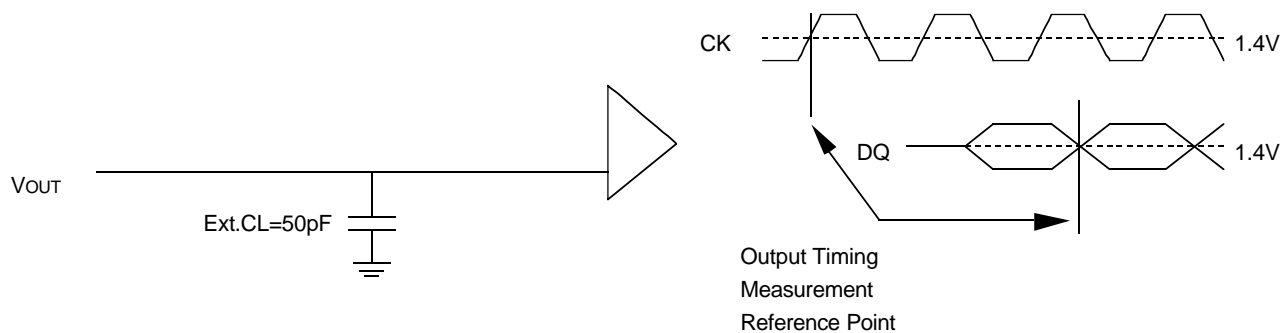 CK
1.4V
DQ
1.4V
VOUT
Ext.CL=50pF
Output Timing
Measurement
Reference Point